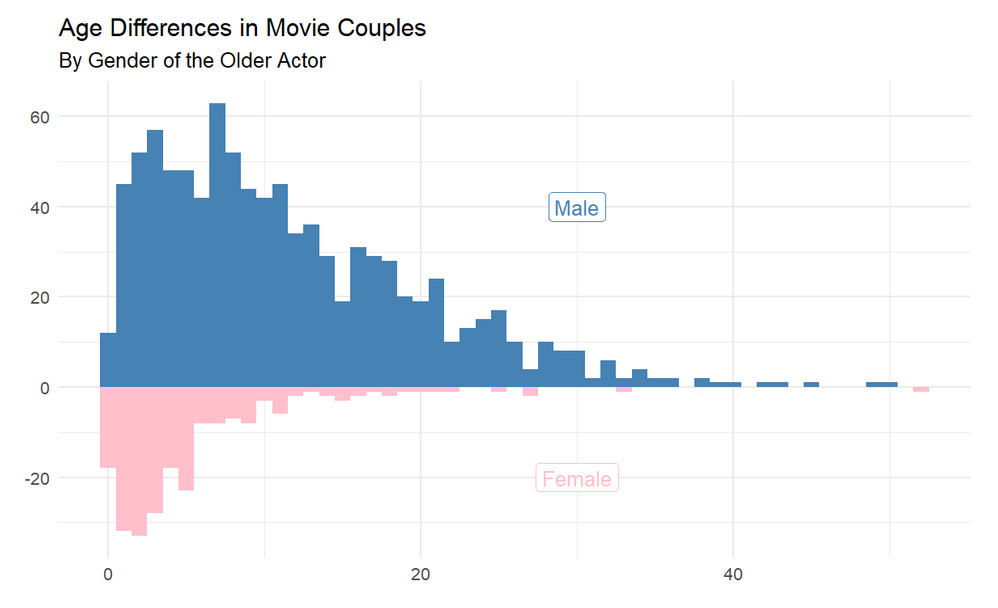 Age Differences in Movie Couples
By Gender of the Older Actor
60
40
20
0
-20
Male
Female
0 20 40